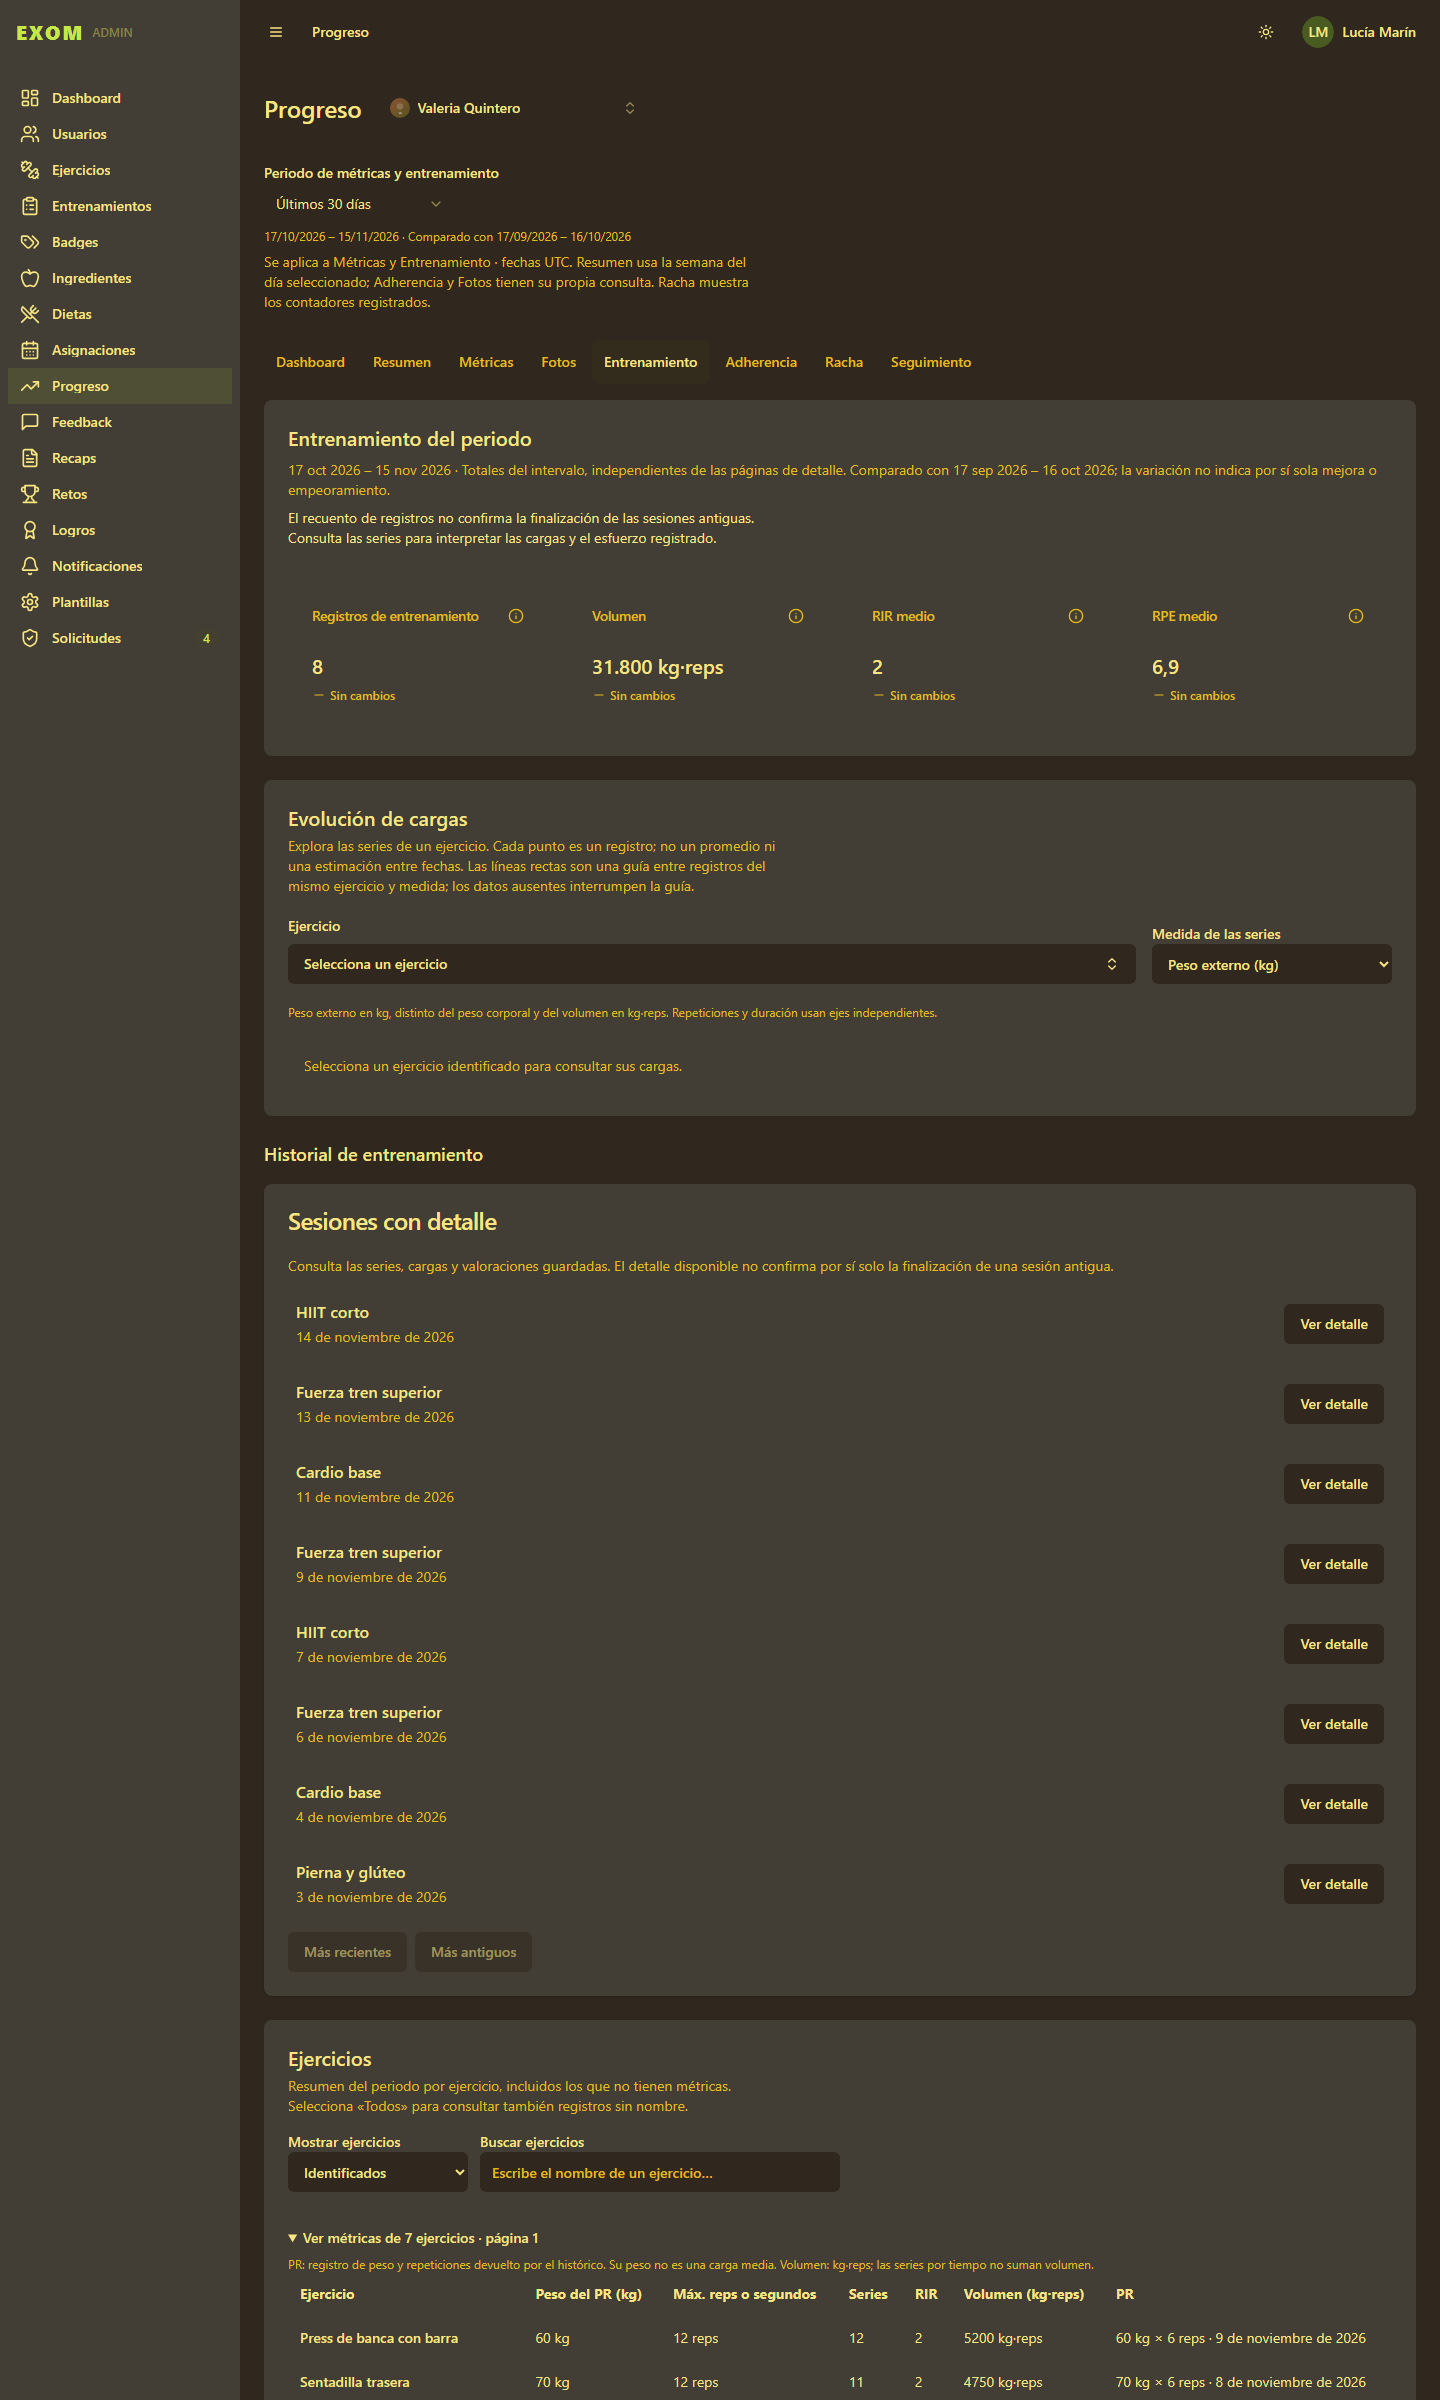 EXOM ADMIN
Dashboard
Usuarios
Ejercicios
Entrenamientos
Badges
Ingredientes
Dietas
Asignaciones
Progreso
Feedback
Recaps
Retos
Logros
Notificaciones
Plantillas
Solicitudes 4
Progreso
LM Lucía Marín
Progreso Valeria Quintero
Periodo de métricas y entrenamiento
Últimos 30 días
17/10/2026 – 15/11/2026 · Comparado con 17/09/2026 – 16/10/2026
Se aplica a Métricas y Entrenamiento · fechas UTC. Resumen usa la semana del
día seleccionado; Adherencia y Fotos tienen su propia consulta. Racha muestra
los contadores registrados.
Dashboard Resumen Métricas Fotos Entrenamiento Adherencia Racha Seguimiento
Entrenamiento del periodo
17 oct 2026 – 15 nov 2026 · Totales del intervalo, independientes de las páginas de detalle. Comparado con 17 sep 2026 – 16 oct 2026; la variación no indica por sí sola mejora o
empeoramiento.
El recuento de registros no confirma la finalización de las sesiones antiguas.
Consulta las series para interpretar las cargas y el esfuerzo registrado.
Registros de entrenamiento Volumen RIR medio RPE medio
8 31.800 kg·reps 2 6,9
Sin cambios Sin cambios Sin cambios Sin cambios
Evolución de cargas
Explora las series de un ejercicio. Cada punto es un registro; no un promedio ni
una estimación entre fechas. Las líneas rectas son una guía entre registros del
mismo ejercicio y medida; los datos ausentes interrumpen la guía.
Ejercicio Medida de las series
Selecciona un ejercicio Peso externo (kg)
Peso externo en kg, distinto del peso corporal y del volumen en kg·reps. Repeticiones y duración usan ejes independientes.
Selecciona un ejercicio identificado para consultar sus cargas.
Historial de entrenamiento
Sesiones con detalle
Consulta las series, cargas y valoraciones guardadas. El detalle disponible no confirma por sí solo la finalización de una sesión antigua.
HIIT corto
14 de noviembre de 2026
Ver detalle
Fuerza tren superior
13 de noviembre de 2026
Ver detalle
Cardio base
11 de noviembre de 2026
Ver detalle
Fuerza tren superior
9 de noviembre de 2026
Ver detalle
HIIT corto
7 de noviembre de 2026
Ver detalle
Fuerza tren superior
6 de noviembre de 2026
Ver detalle
Cardio base
4 de noviembre de 2026
Ver detalle
Pierna y glúteo
3 de noviembre de 2026
Ver detalle
Más recientes Más antiguos
Ejercicios
Resumen del periodo por ejercicio, incluidos los que no tienen métricas.
Selecciona «Todos» para consultar también registros sin nombre.
Mostrar ejercicios Buscar ejercicios
Identificados Escribe el nombre de un ejercicio...
▼ Ver métricas de 7 ejercicios · página 1
PR: registro de peso y repeticiones devuelto por el histórico. Su peso no es una carga media. Volumen: kg·reps; las series por tiempo no suman volumen.
Ejercicio Peso del PR (kg) Máx. reps o segundos Series RIR Volumen (kg·reps) PR
Press de banca con barra 60 kg 12 reps 12 2 5200 kg·reps 60 kg × 6 reps · 9 de noviembre de 2026
Sentadilla trasera 70 kg 12 reps 11 2 4750 kg·reps 70 kg × 6 reps · 8 de noviembre de 2026